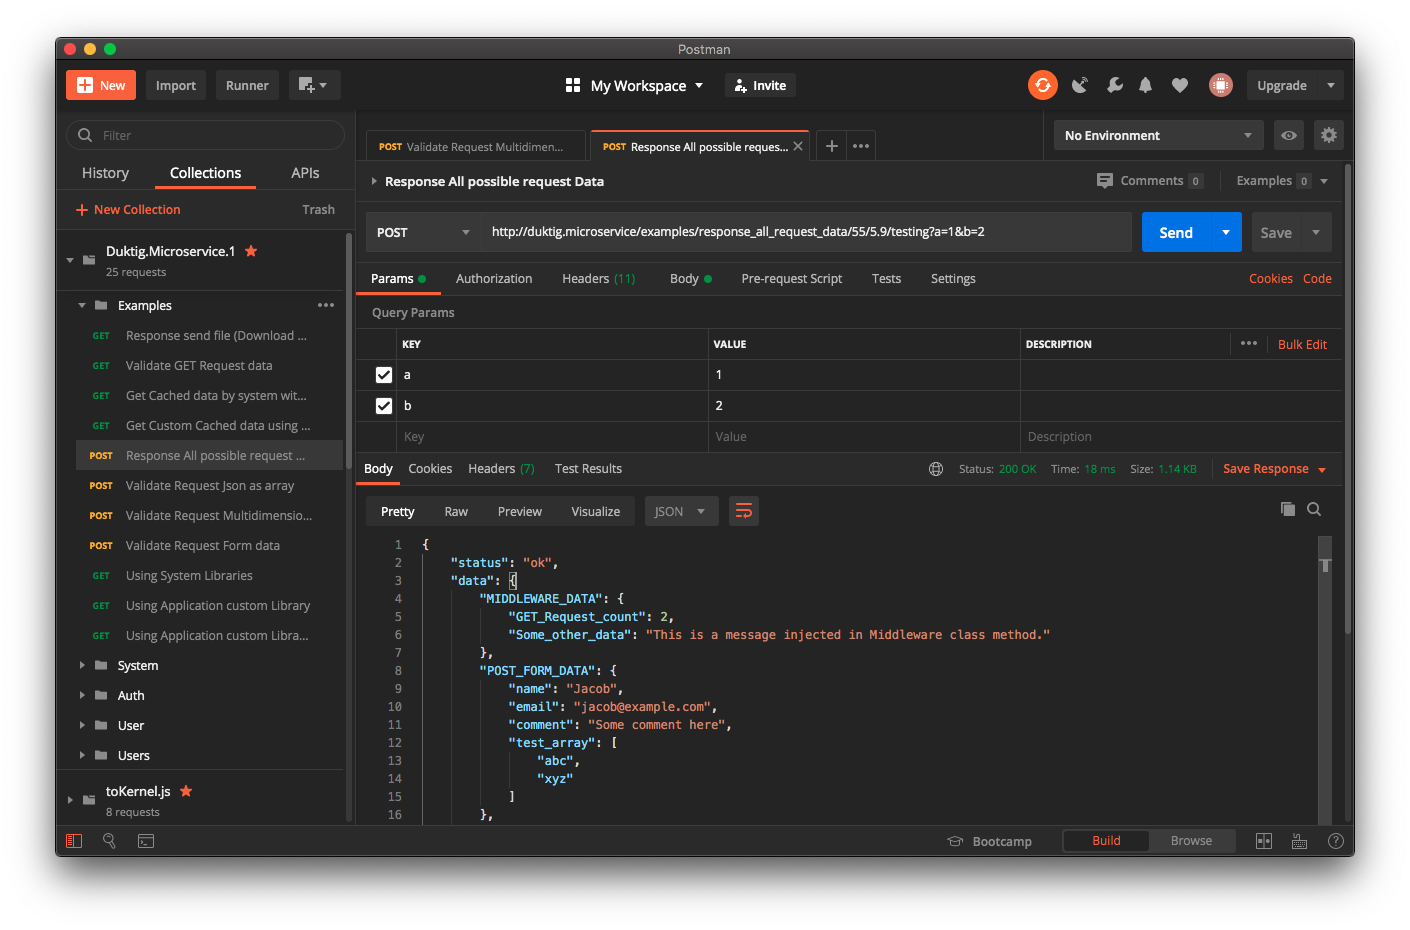 Postman
New Import Runner My Workspace Invite Upgrade
Filter
History Collections APIs
New Collection Trash
Duktig.Microservice.1
25 requests
Examples
GET Response send file (Download ...
GET Validate GET Request data
GET Get Cached data by system wit...
GET Get Custom Cached data using ...
POST Response All possible request ...
POST Validate Request Json as array
POST Validate Request Multidimensio...
POST Validate Request Form data
GET Using System Libraries
GET Using Application custom Library
GET Using Application custom Libra...
System
Auth
User
Users
toKernel.js
8 requests
POST Validate Request Multidimen... POST Response All possible reques...
No Environment
Response All possible request Data
Comments 0 Examples 0
POST http://duktig.microservice/examples/response_all_request_data/55/5.9/testing?a=1&b=2 Send Save
Params Authorization Headers (11) Body Pre-request Script Tests Settings Cookies Code
Query Params
KEY VALUE DESCRIPTION Bulk Edit
a 1
b 2
Key Value Description
Body Cookies Headers (7) Test Results Status: 200 OK Time: 18 ms Size: 1.14 KB Save Response
Pretty Raw Preview Visualize JSON
1 {
2 "status": "ok",
3 "data": {
4 "MIDDLEWARE_DATA": {
5 "GET_Request_count": 2,
6 "Some_other_data": "This is a message injected in Middleware class method."
7 },
8 "POST_FORM_DATA": {
9 "name": "Jacob",
10 "email": "jacob@example.com",
11 "comment": "Some comment here",
12 "test_array": [
13 "abc",
14 "xyz"
15 ]
16 },
Bootcamp Build Browse